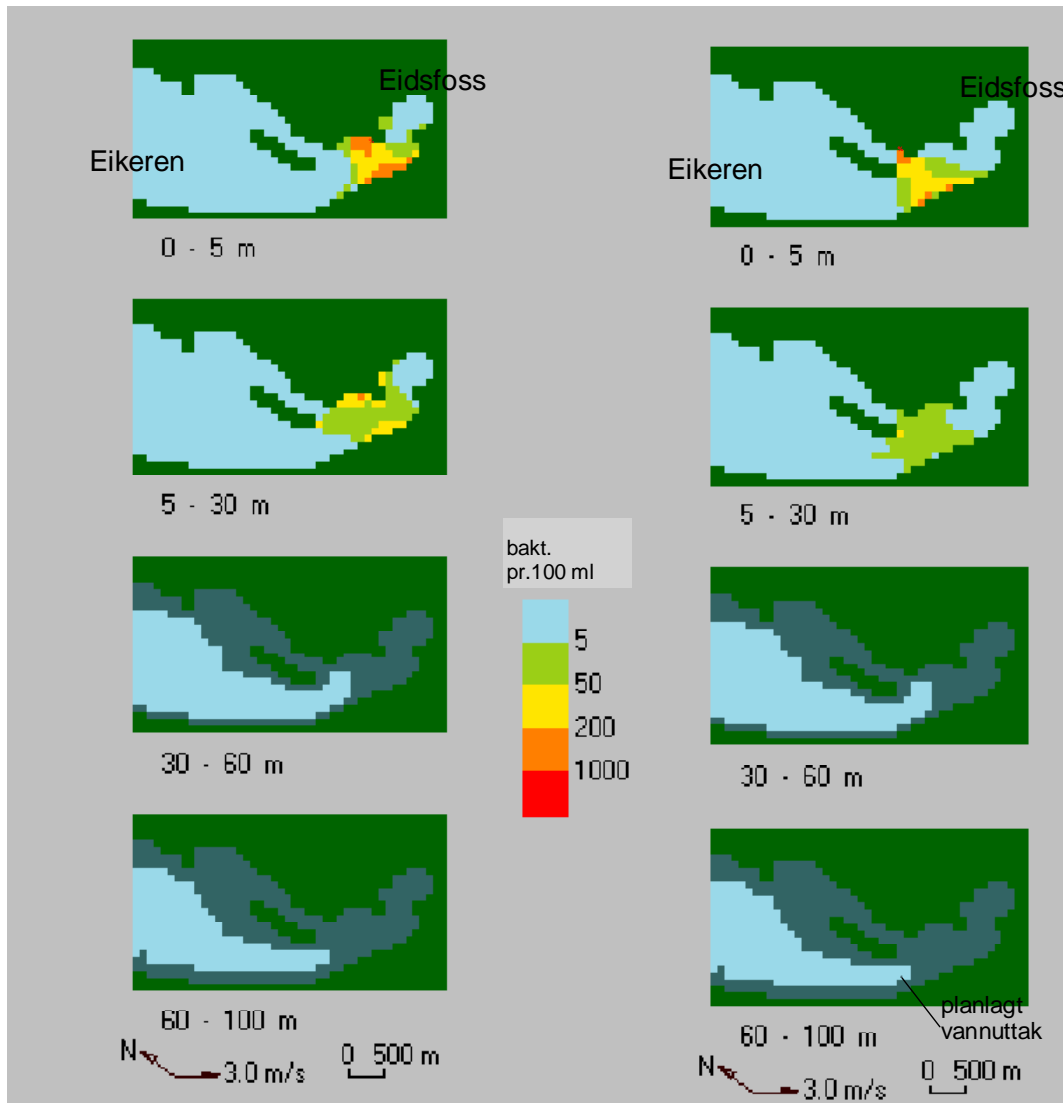 Eidsfoss
Eikeren
0 - 5 m
5 - 30 m
30 - 60 m
60 - 100 m
N
3.0 m/s
0 500 m
bakt.
pr.100 ml
5
50
200
1000
Eidsfoss
Eikeren
0 - 5 m
5 - 30 m
30 - 60 m
planlagt
vannuttak
60 - 100 m
N
3.0 m/s
0 500 m